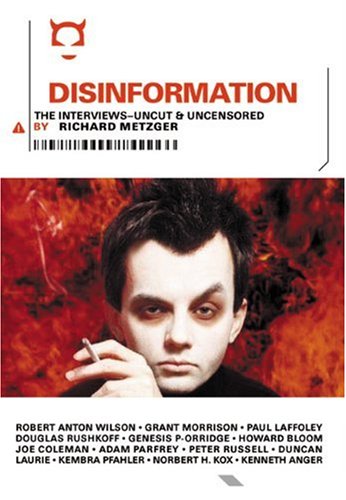 DISINFORMATION
THE INTERVIEWS–UNCUT & UNCENSORED
BY RICHARD METZGER
ROBERT ANTON WILSON • GRANT MORRISON • PAUL LAFFOLEY
DOUGLAS RUSHKOFF • GENESIS P-ORRIDGE • HOWARD BLOOM
JOE COLEMAN • ADAM PARFREY • PETER RUSSELL • DUNCAN
LAURIE • KEMBRA PFAHLER • NORBERT H. KOX • KENNETH ANGER